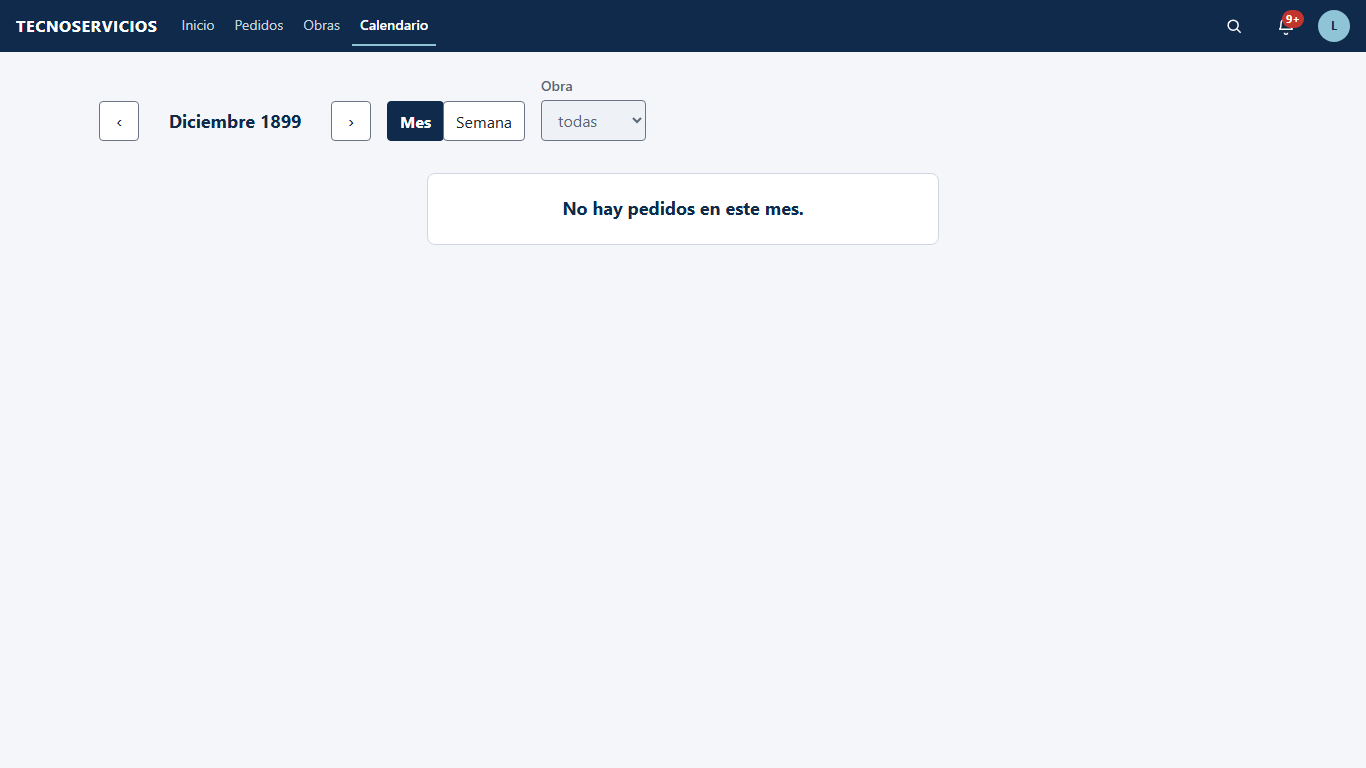 TECNOSERVICIOS Inicio Pedidos Obras Calendario 9+ L
Obra
‹ Diciembre 1899 › Mes Semana todas
No hay pedidos en este mes.